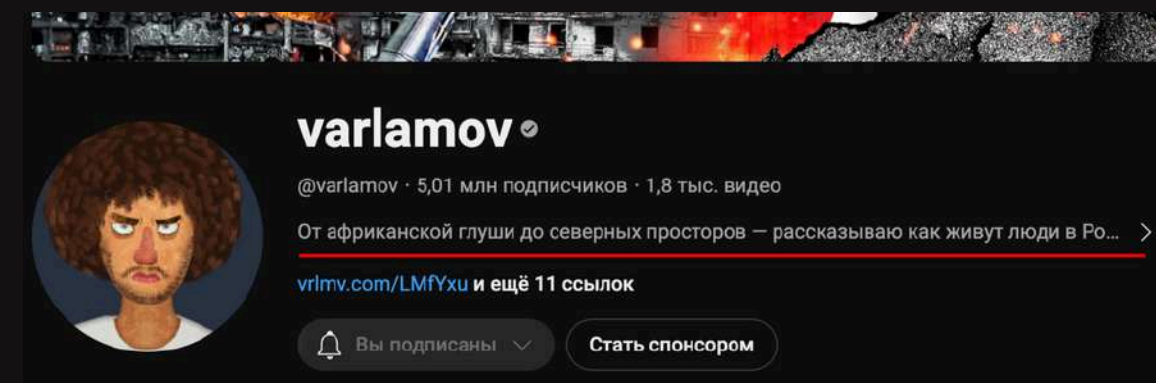 varlamov
@varlamov · 5,01 млн подписчиков · 1,8 тыс. видео
От африканской глуши до северных просторов — рассказываю как живут люди в Ро...
vrlmv.com/LMfYxu и ещё 11 ссылок
Вы подписаны
Стать спонсором